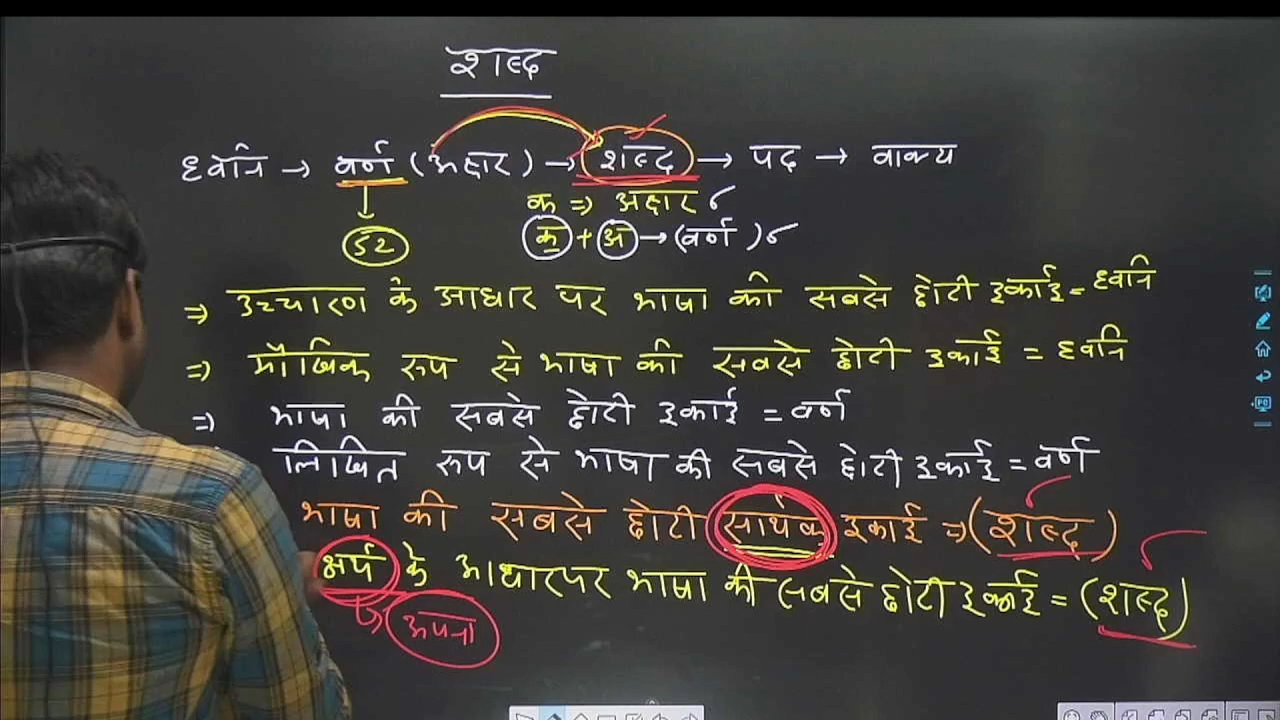 शब्द
ध्वनि → वर्ण (अक्षर) → शब्द → पद → वाक्य
क => अक्षर
52
क + अ → (वर्ण)
=> उच्चारण के आधार पर भाषा की सबसे छोटी इकाई = ध्वनि
=> मौखिक रूप से भाषा की सबसे छोटी इकाई = ध्वनि
=> भाषा की सबसे छोटी इकाई = वर्ण
लिखित रूप से भाषा की सबसे छोटी इकाई = वर्ण
भाषा की सबसे छोटी सार्थक इकाई => (शब्द)
अर्थ के आधार पर भाषा की सबसे छोटी इकाई = (शब्द)
अपना